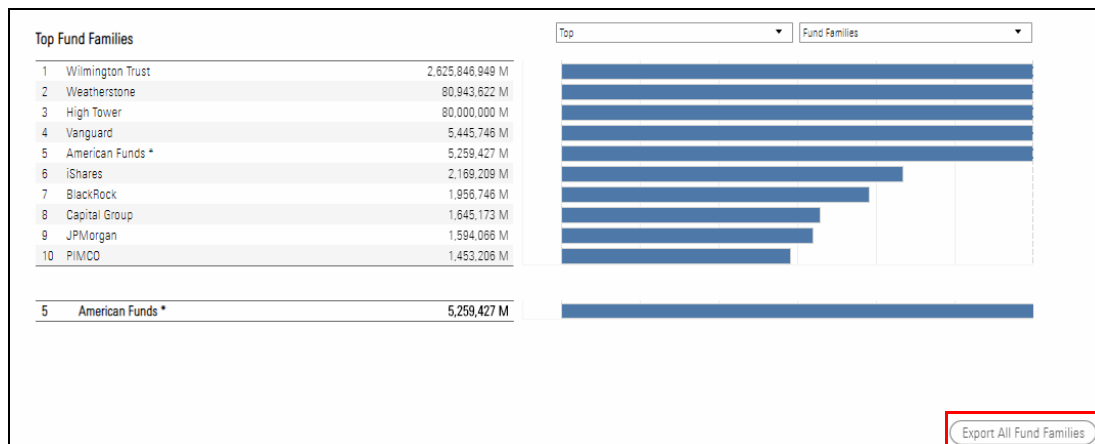 Top Fund Families
Top
Fund Families
1 Wilmington Trust 2,625,846,949 M
2 Weatherstone 80,943,622 M
3 High Tower 80,000,000 M
4 Vanguard 5,445,746 M
5 American Funds * 5,259,427 M
6 iShares 2,169,209 M
7 BlackRock 1,956,746 M
8 Capital Group 1,645,173 M
9 JPMorgan 1,594,066 M
10 PIMCO 1,453,206 M
5 American Funds * 5,259,427 M
Export All Fund Families